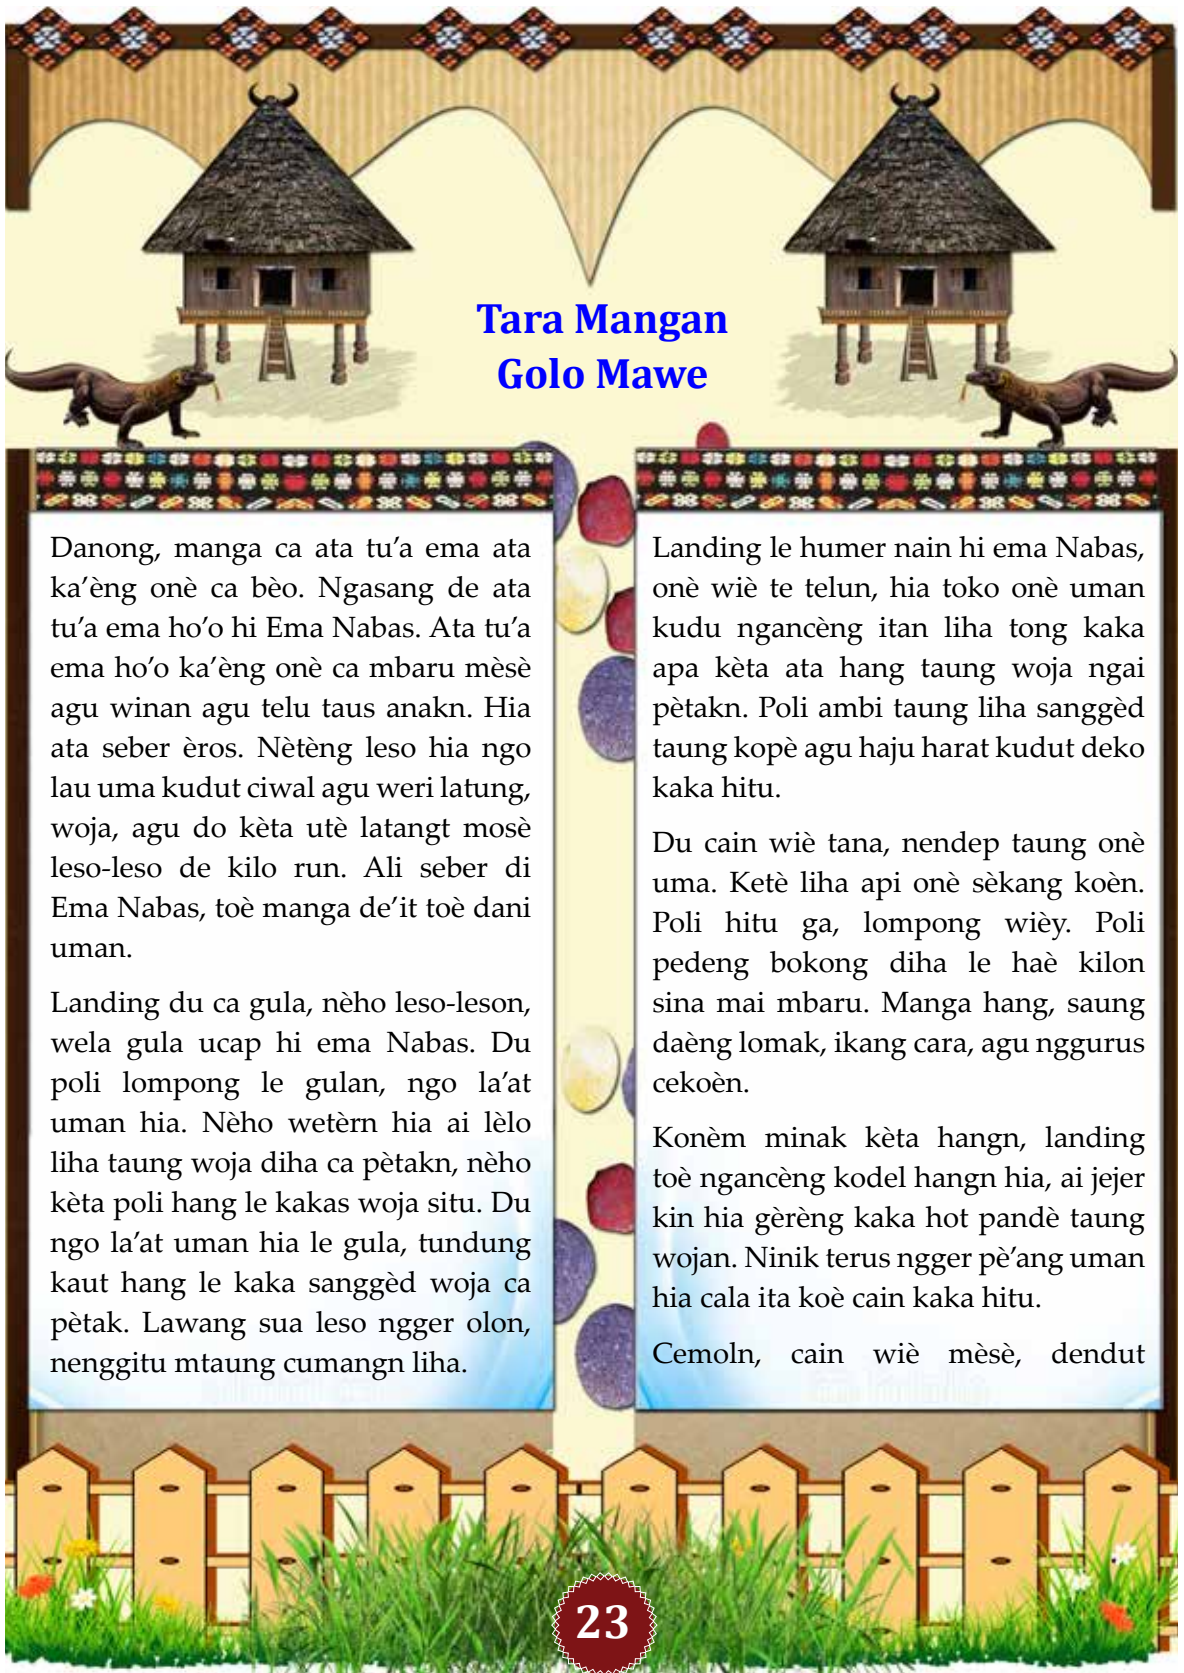 Tara Mangan
Golo Mawe
Danong, manga ca ata tu’a ema ata
ka’èng onè ca bèo. Ngasang de ata
tu’a ema ho’o hi Ema Nabas. Ata tu’a
ema ho’o ka’èng onè ca mbaru mèsè
agu winan agu telu taus anakn. Hia
ata seber èros. Nètèng leso hia ngo
lau uma kudut ciwal agu weri latung,
woja, agu do kèta utè latangt mosè
leso-leso de kilo run. Ali seber di
Ema Nabas, toè manga de’it toè dani
uman.
Landing du ca gula, nèho leso-leson,
wela gula ucap hi ema Nabas. Du
poli lompong le gulan, ngo la’at
uman hia. Nèho wetèrn hia ai lèlo
liha taung woja diha ca pètakn, nèho
kèta poli hang le kakas woja situ. Du
ngo la’at uman hia le gula, tundung
kaut hang le kaka sanggèd woja ca
pètak. Lawang sua leso ngger olon,
nenggitu mtaung cumangn liha.
Landing le humer nain hi ema Nabas,
onè wiè te telun, hia toko onè uman
kudu ngancèng itan liha tong kaka
apa kèta ata hang taung woja ngai
pètakn. Poli ambi taung liha sanggèd
taung kopè agu haju harat kudut deko
kaka hitu.
Du cain wiè tana, nendep taung onè
uma. Ketè liha api onè sèkang koèn.
Poli hitu ga, lompong wièy. Poli
pedeng bokong diha le haè kilon
sina mai mbaru. Manga hang, saung
daèng lomak, ikang cara, agu nggurus
cekoèn.
Konèm minak kèta hangn, landing
toè ngancèng kodel hangn hia, ai jejer
kin hia gèrèng kaka hot pandè taung
wojan. Ninik terus ngger pè’ang uman
hia cala ita koè cain kaka hitu.
Cemoln, cain wiè mèsè, dendut
23